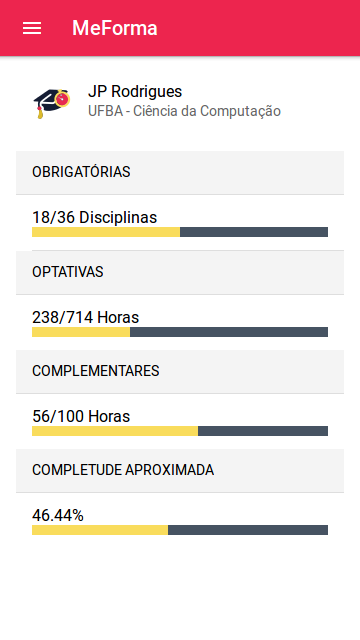 MeForma
JP Rodrigues
UFBA - Ciência da Computação
OBRIGATÓRIAS
18/36 Disciplinas
OPTATIVAS
238/714 Horas
COMPLEMENTARES
56/100 Horas
COMPLETUDE APROXIMADA
46.44%